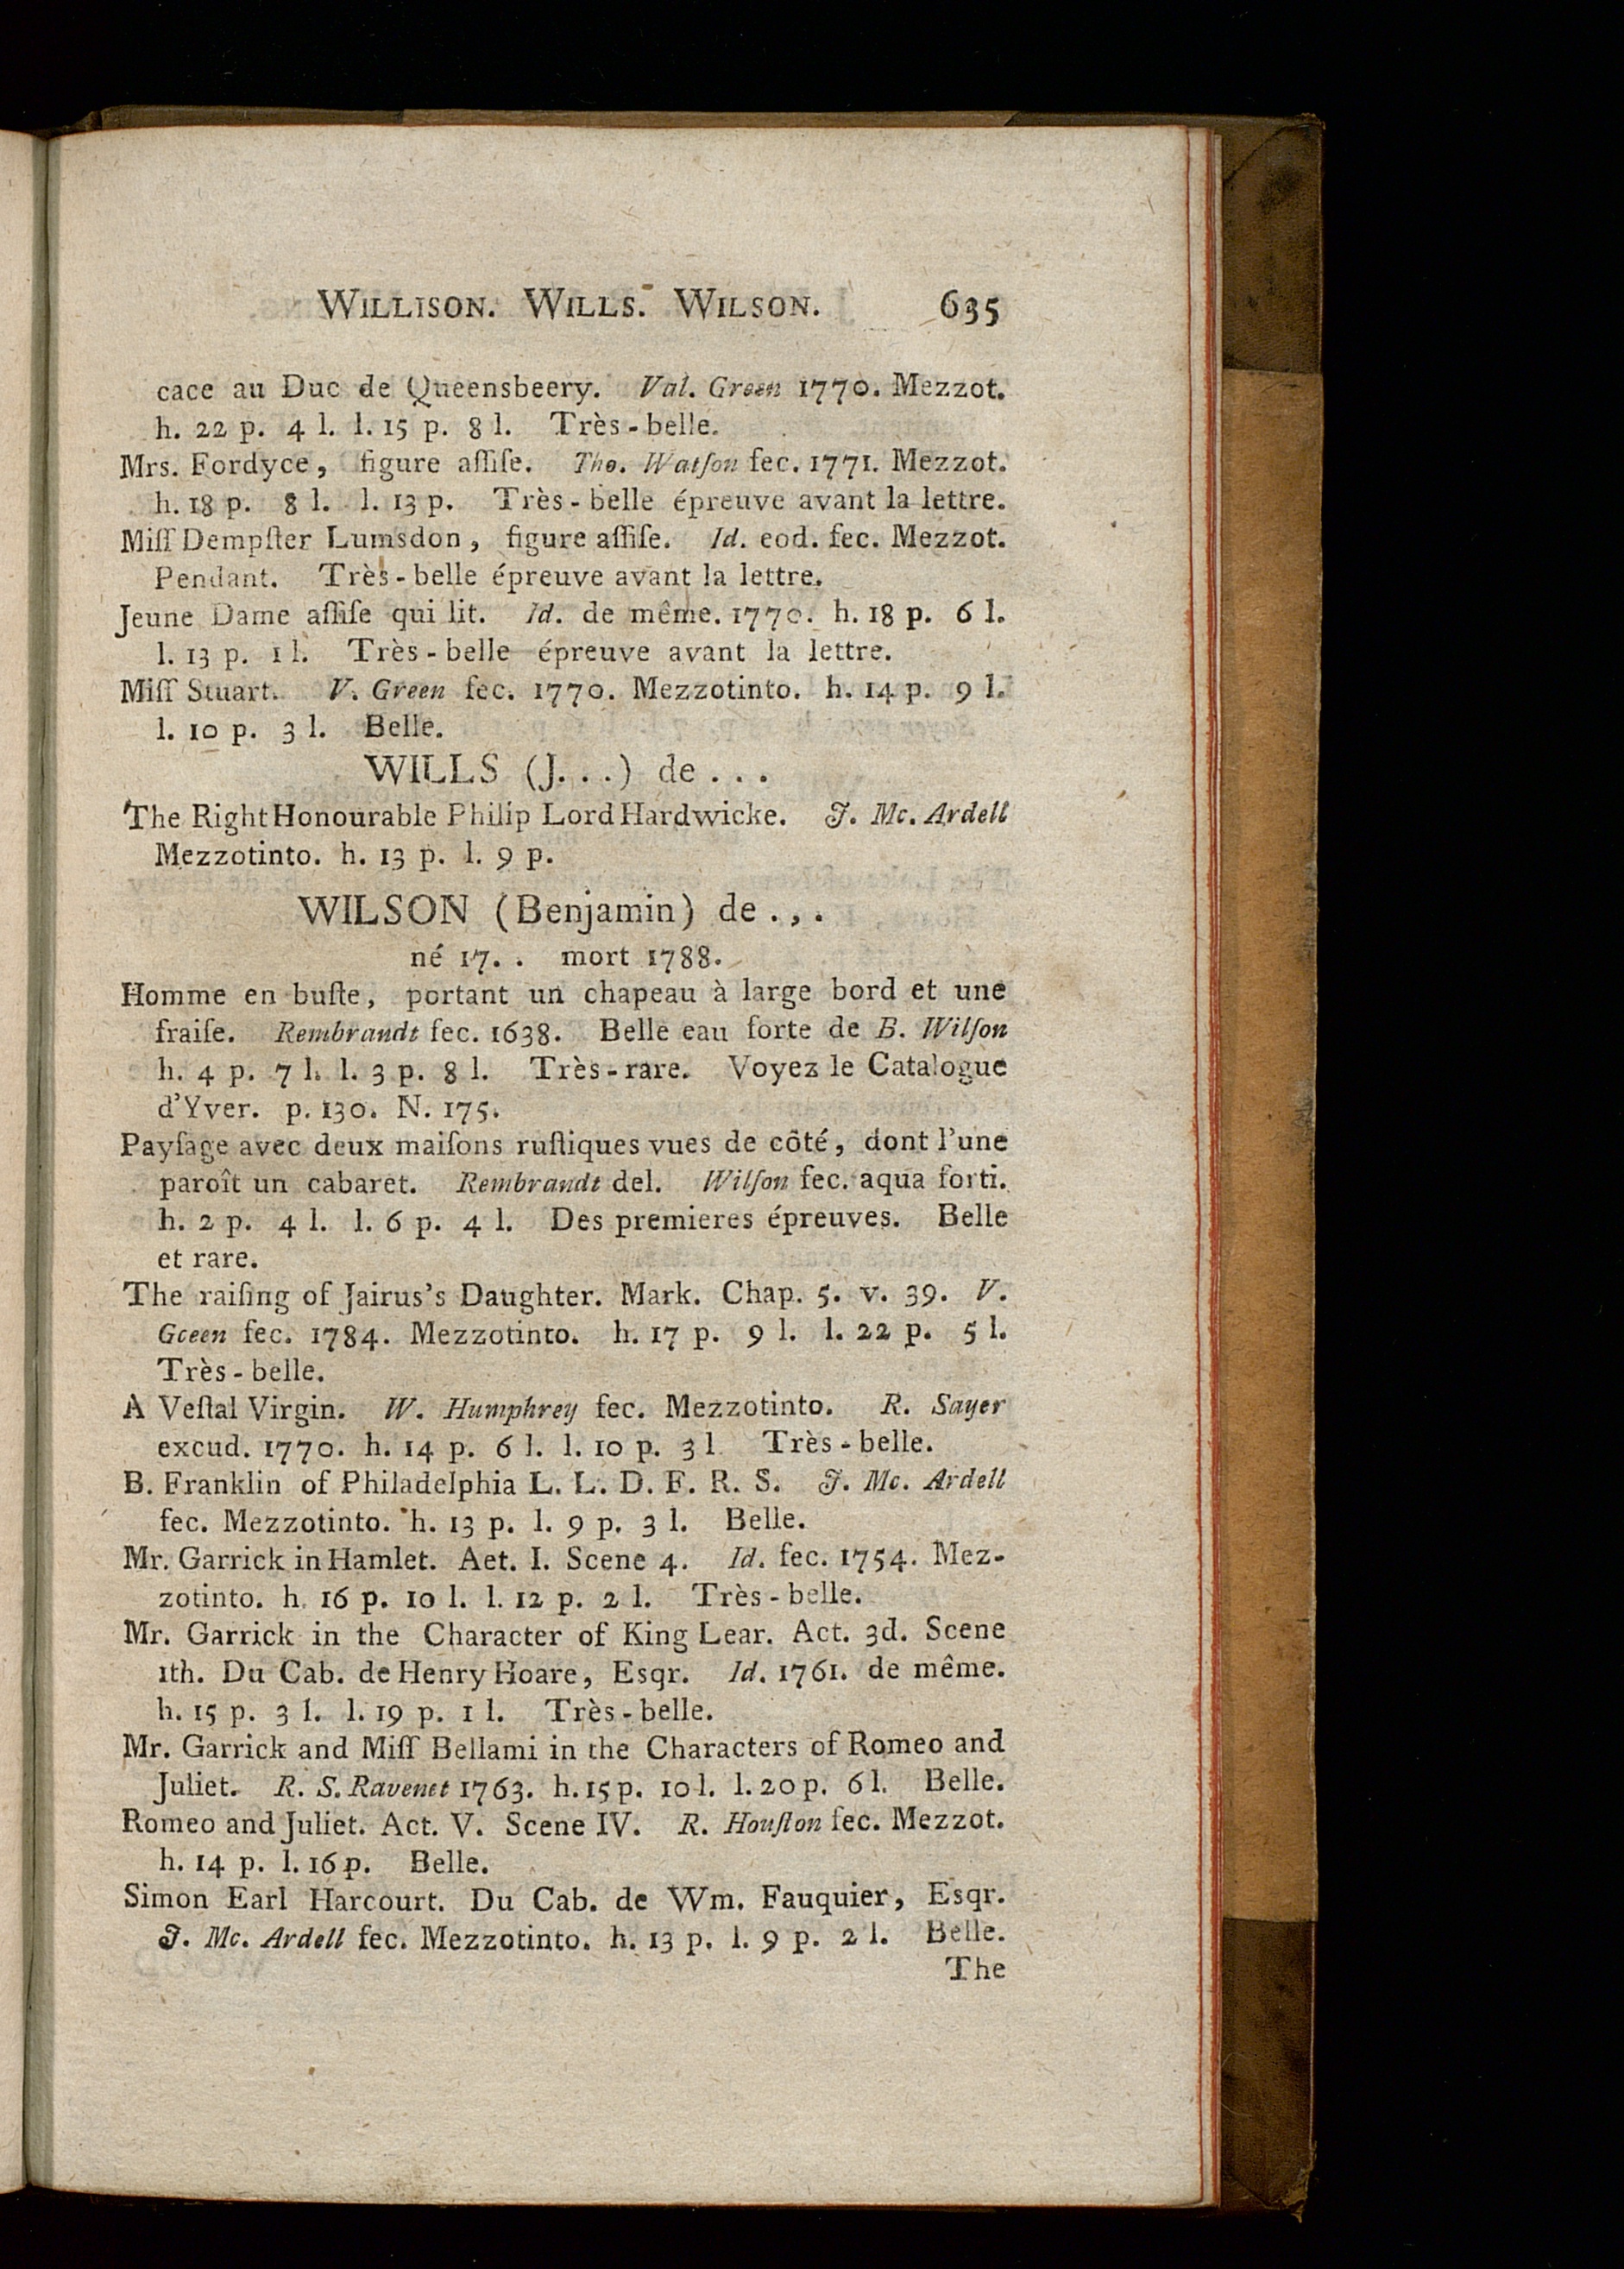 WILLISON. WILLS. WILSON. 635
cace au Duc de Queensbeery. Val. Green 1770. Mezzot.
h. 22 p. 4 l. l. 15 p. 8 l. Très-belle.
Mrs. Fordyce, figure aſſiſe. Tho. Watſon fec. 1771. Mezzot.
h. 18 p. 8 l. l. 13 p. Très-belle épreuve avant la lettre.
Miſſ Dempſter Lumsdon, figure aſſiſe. Id. eod. fec. Mezzot.
Pendant. Très-belle épreuve avant la lettre.
Jeune Dame aſſiſe qui lit. Id. de même. 1770. h. 18 p. 6 l.
l. 13 p. 1 l. Très-belle épreuve avant la lettre.
Miſſ Stuart. V. Green fec. 1770. Mezzotinto. h. 14 p. 9 l.
l. 10 p. 3 l. Belle.
WILLS (J...) de...
The Right Honourable Philip Lord Hardwicke. J. Mc. Ardell
Mezzotinto. h. 13 p. l. 9 p.
WILSON (Benjamin) de.,.
né 17.. mort 1788.
Homme en buſte, portant un chapeau à large bord et une
fraiſe. Rembrandt fec. 1638. Belle eau forte de B. Wilſon
h. 4 p. 7 l. l. 3 p. 8 l. Très-rare. Voyez le Catalogue
d'Yver. p. 130. N. 175.
Payſage avec deux maiſons ruſtiques vues de côté, dont l'une
paroît un cabaret. Rembrandt del. Wilſon fec. aqua forti.
h. 2 p. 4 l. l. 6 p. 4 l. Des premieres épreuves. Belle
et rare.
The raiſing of Jairus's Daughter. Mark. Chap. 5. v. 39. V.
Gceen fec. 1784. Mezzotinto. h. 17 p. 9 l. l. 22 p. 5 l.
Très-belle.
A Veſtal Virgin. W. Humphrey fec. Mezzotinto. R. Sayer
excud. 1770. h. 14 p. 6 l. l. 10 p. 3 l Très-belle.
B. Franklin of Philadelphia L. L. D. F. R. S. J. Mc. Ardell
fec. Mezzotinto. h. 13 p. l. 9 p. 3 l. Belle.
Mr. Garrick in Hamlet. Aet. I. Scene 4. Id. fec. 1754. Mez-
zotinto. h. 16 p. 10 l. l. 12 p. 2 l. Très-belle.
Mr. Garrick in the Character of King Lear. Act. 3d. Scene
1th. Du Cab. de Henry Hoare, Esqr. Id. 1761. de même.
h. 15 p. 3 l. l. 19 p. 1 l. Très-belle.
Mr. Garrick and Miſſ Bellami in the Characters of Romeo and
Juliet. R. S. Ravenet 1763. h. 15 p. 10 l. l. 20 p. 6 l. Belle.
Romeo and Juliet. Act. V. Scene IV. R. Houſton fec. Mezzot.
h. 14 p. l. 16 p. Belle.
Simon Earl Harcourt. Du Cab. de Wm. Fauquier, Esqr.
J. Mc. Ardell fec. Mezzotinto. h. 13 p. l. 9 p. 2 l. Belle.
The